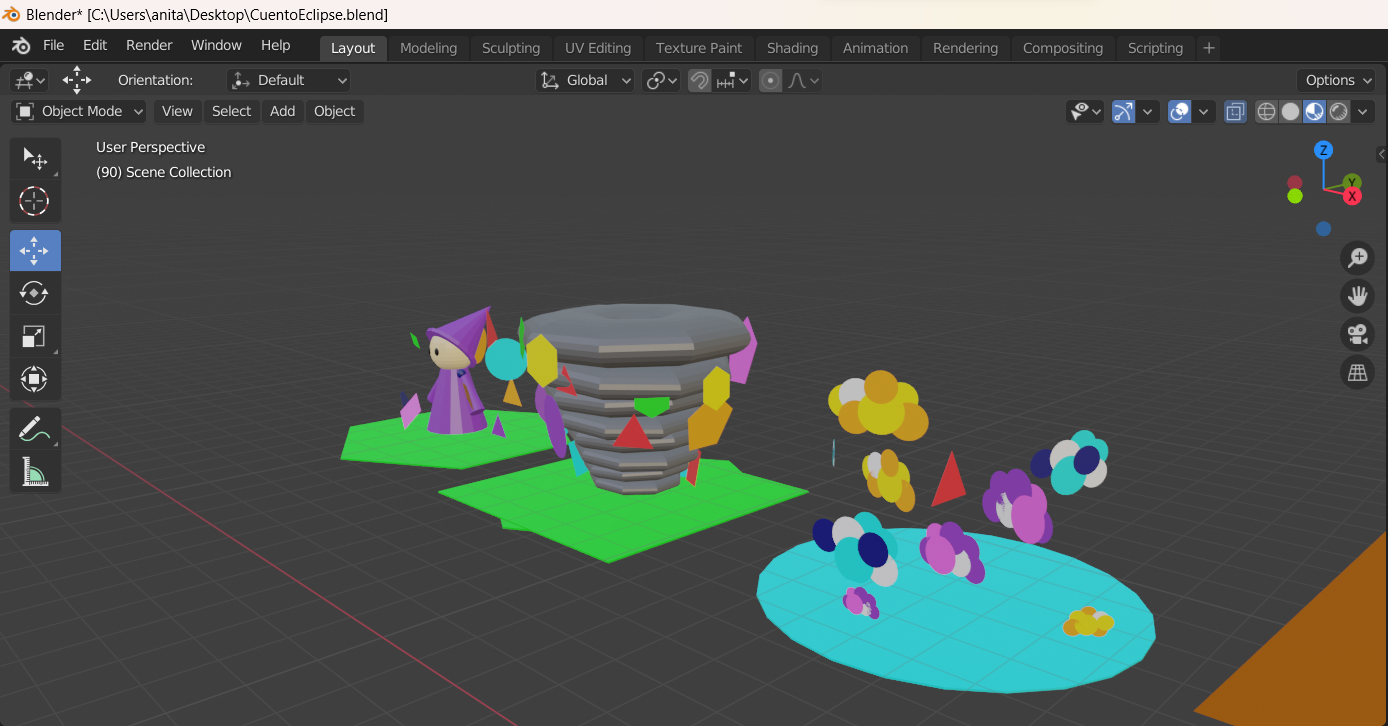 Blender* [C:\Users\anita\Desktop\CuentoEclipse.blend]
File Edit Render Window Help Layout Modeling Sculpting UV Editing Texture Paint Shading Animation Rendering Compositing Scripting +
Orientation: Default Global Options
Object Mode View Select Add Object
User Perspective
(90) Scene Collection
Z
Y
X